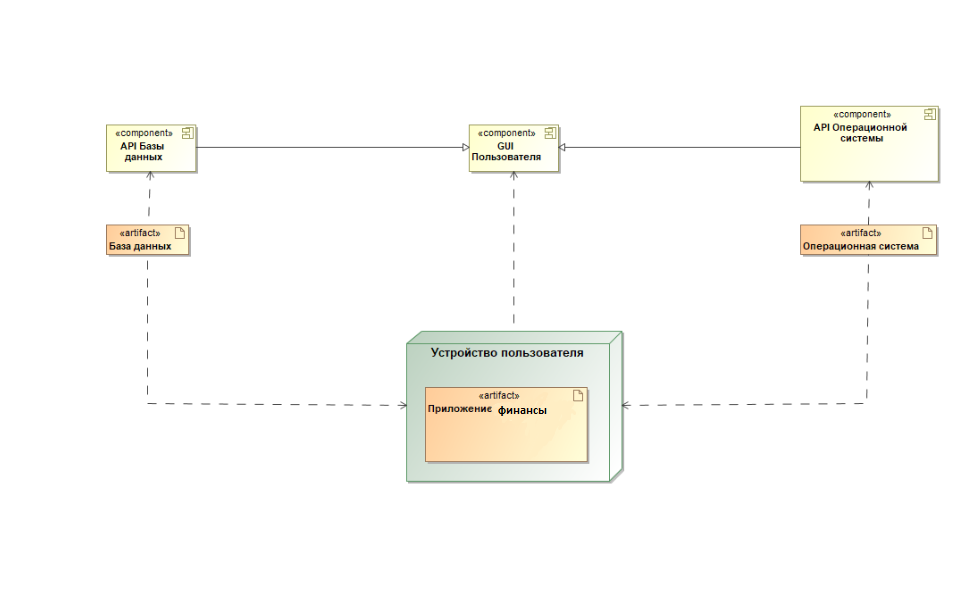 «component»
API Базы
данных
«component»
GUI
Пользователя
«component»
API Операционной
системы
«artifact»
База данных
«artifact»
Операционная система
Устройство пользователя
«artifact»
Приложение финансы